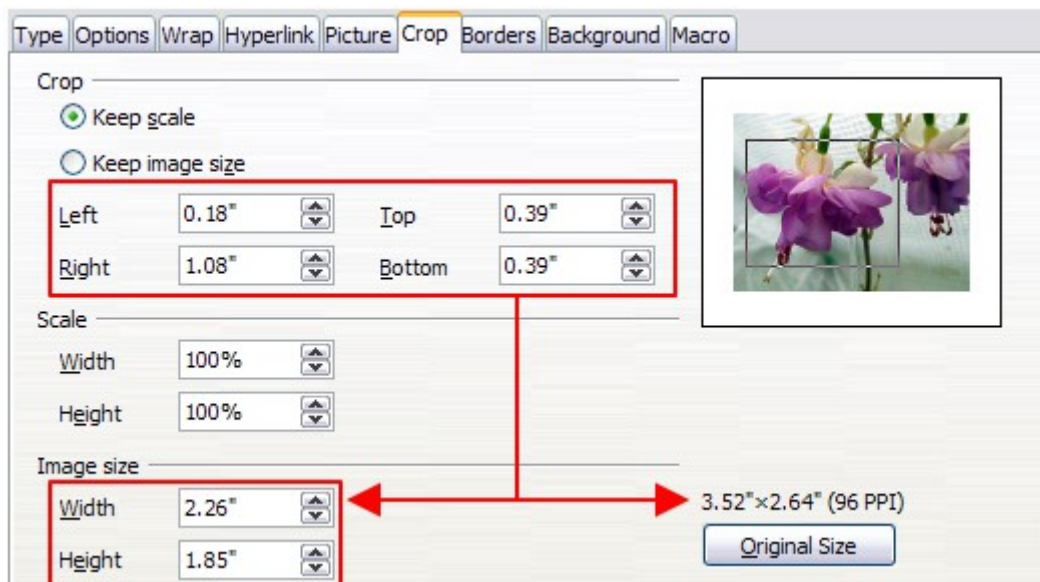 Type Options Wrap Hyperlink Picture Crop Borders Background Macro
Crop
Keep scale
Keep image size
Left 0.18" Top 0.39"
Right 1.08" Bottom 0.39"
Scale
Width 100%
Height 100%
Image size
Width 2.26" 3.52"×2.64" (96 PPI)
Height 1.85" Original Size